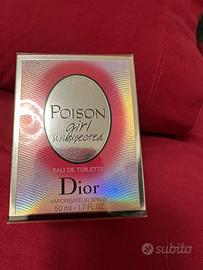 POISON
girl
Unexpected
EAU DE TOILETTE
Dior
VAPORISATEUR SPRAY
50 ml - 1.7 FL.OZ
subito